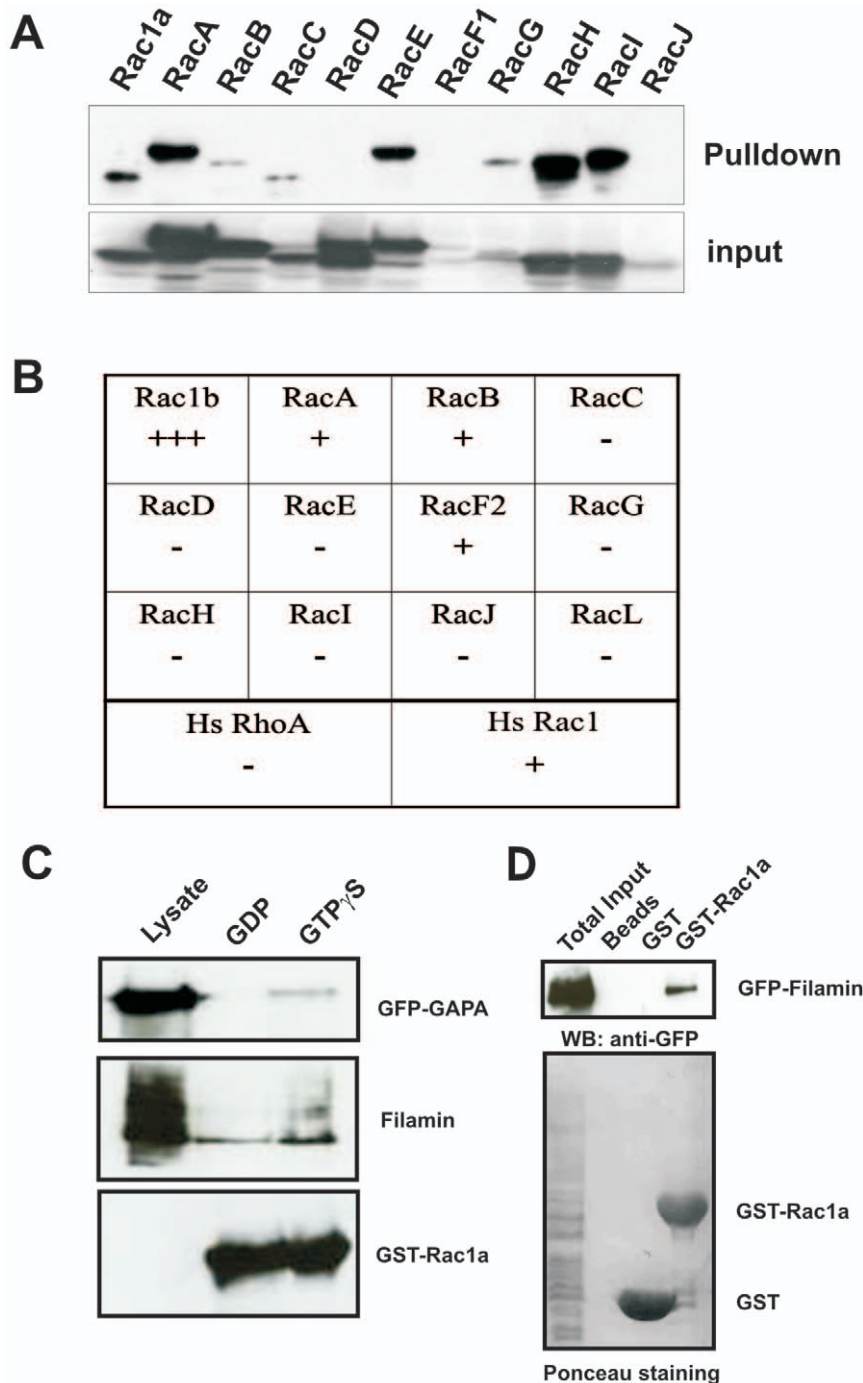 A
Rac1a RacA RacB RacC RacD RacE RacF1 RacG RacH RacI RacJ
Pulldown
input
B
Rac1b RacA RacB RacC
+++ + + -
RacD RacE RacF2 RacG
- - + -
RacH RacI RacJ RacL
- - - -
Hs RhoA Hs Rac1
- +
C
Lysate GDP GTPγS
GFP-GAPA
Filamin
GST-Rac1a
D
Total Input Beads GST GST-Rac1a
GFP-Filamin
WB: anti-GFP
GST-Rac1a
GST
Ponceau staining